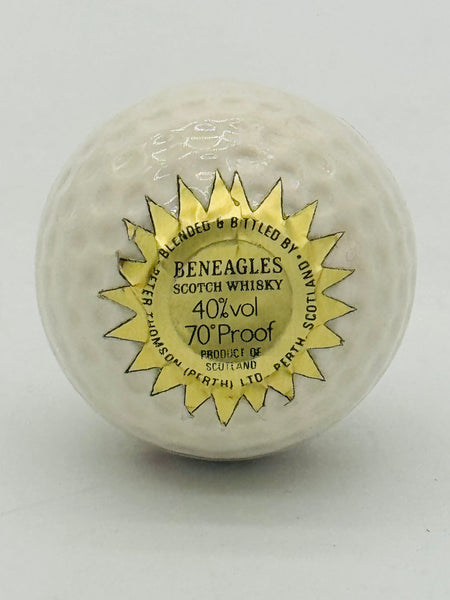 BLENDED & BOTTLED BY •
BENEAGLES
SCOTCH WHISKY
40%vol
70°Proof
PRODUCT OF
SCOTLAND
PETER THOMSON (PERTH) LTD. PERTH, SCOTLAND